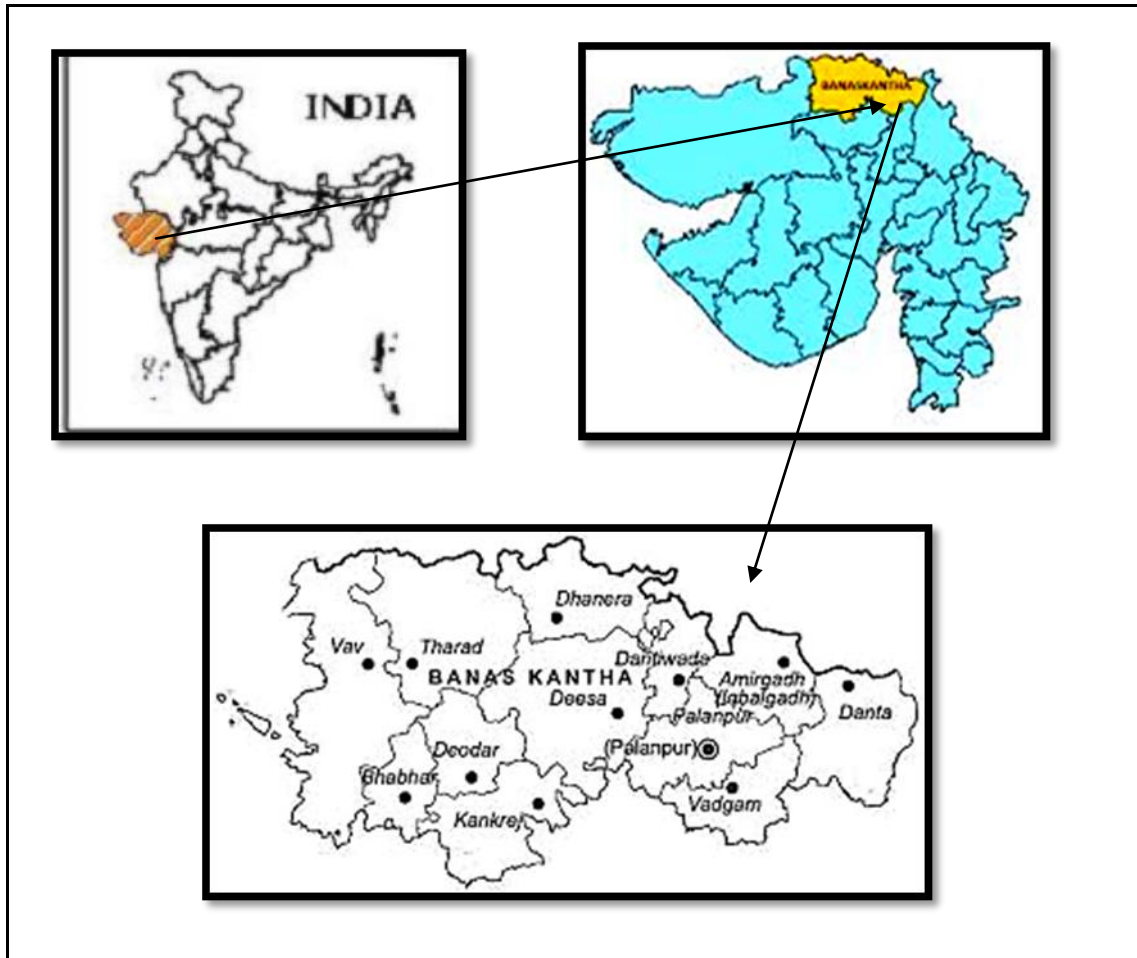 INDIA
BANASKANTHA
Dhanera
Vav
Tharad
Dantiwada
BANAS KANTHA
Amirgadh
(Iqbalgadh)
Deesa
Danta
Palanpur
(Palanpur)
Deodar
Bhabhar
Vadgam
Kankrej